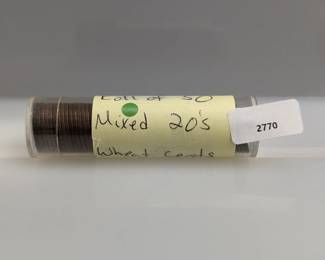 Roll of 50
Mixed 20's
2770
Wheat cents